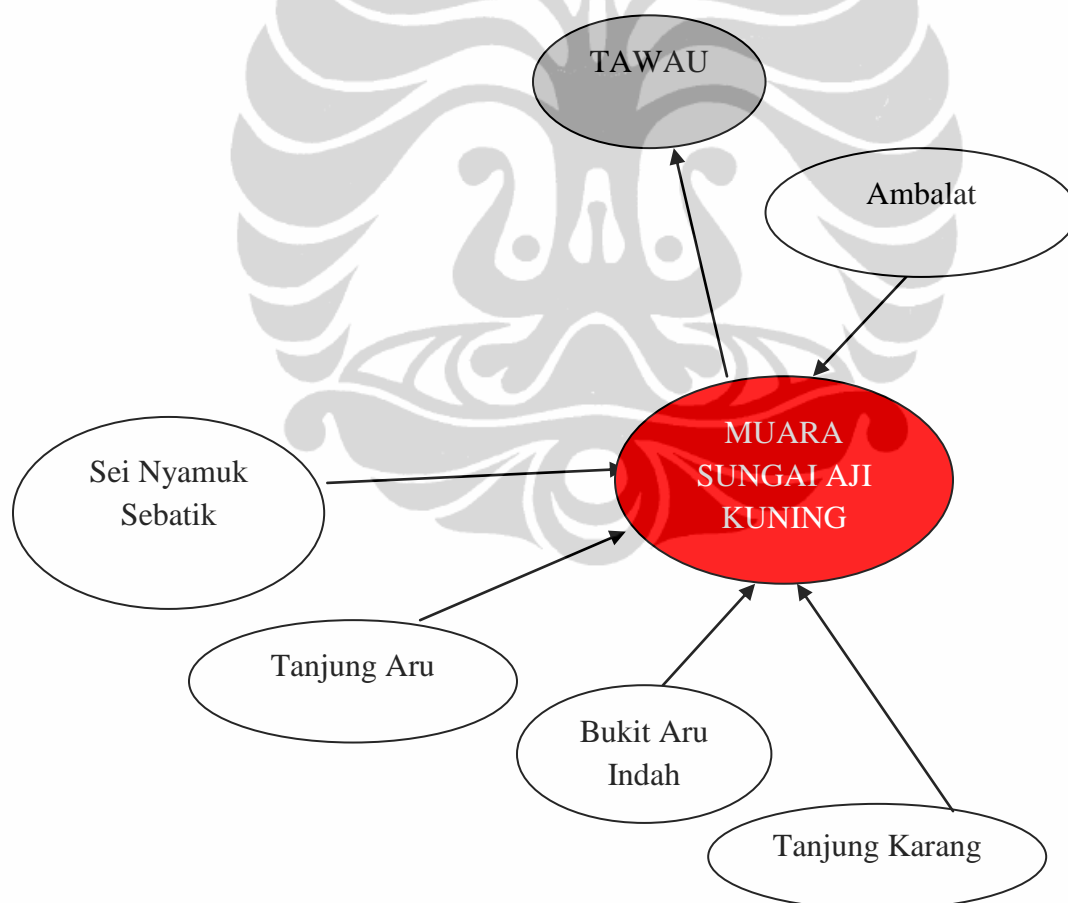 TAWAU
Ambalat
MUARA
SUNGAI AJI
KUNING
Sei Nyamuk
Sebatik
Tanjung Aru
Bukit Aru
Indah
Tanjung Karang